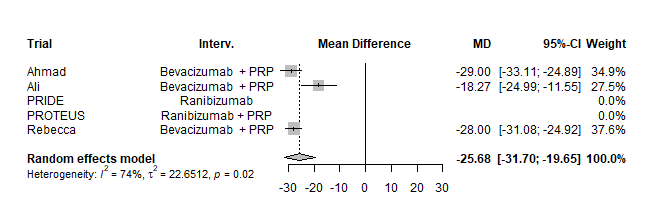 Trial Interv. Mean Difference MD 95%-CI Weight
Ahmad Bevacizumab + PRP -29.00 [-33.11; -24.89] 34.9%
Ali Bevacizumab + PRP -18.27 [-24.99; -11.55] 27.5%
PRIDE Ranibizumab 0.0%
PROTEUS Ranibizumab + PRP 0.0%
Rebecca Bevacizumab + PRP -28.00 [-31.08; -24.92] 37.6%
Random effects model -25.68 [-31.70; -19.65] 100.0%
Heterogeneity: I² = 74%, τ² = 22.6512, p = 0.02
-30 -20 -10 0 10 20 30